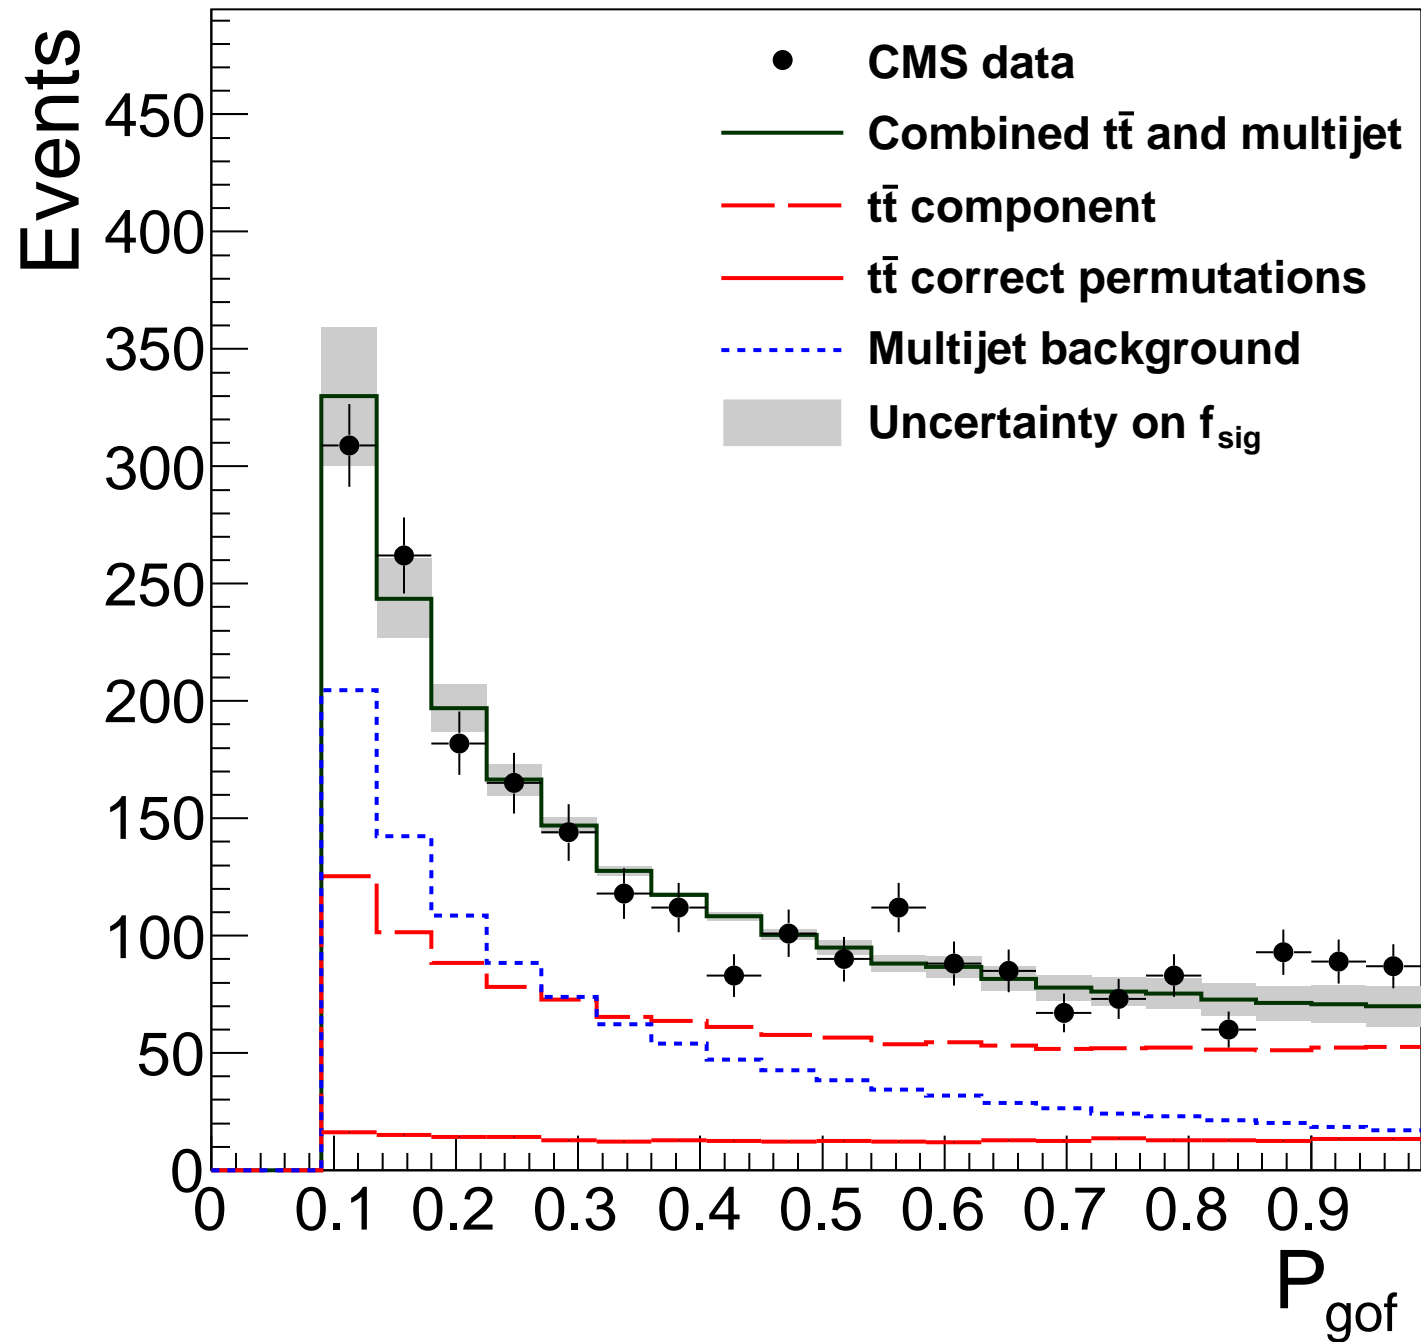 Events
450
400
350
300
250
200
150
100
50
0
CMS data
Combined tt̄ and multijet
tt̄ component
tt̄ correct permutations
Multijet background
Uncertainty on f_sig
0 0.1 0.2 0.3 0.4 0.5 0.6 0.7 0.8 0.9
P_gof